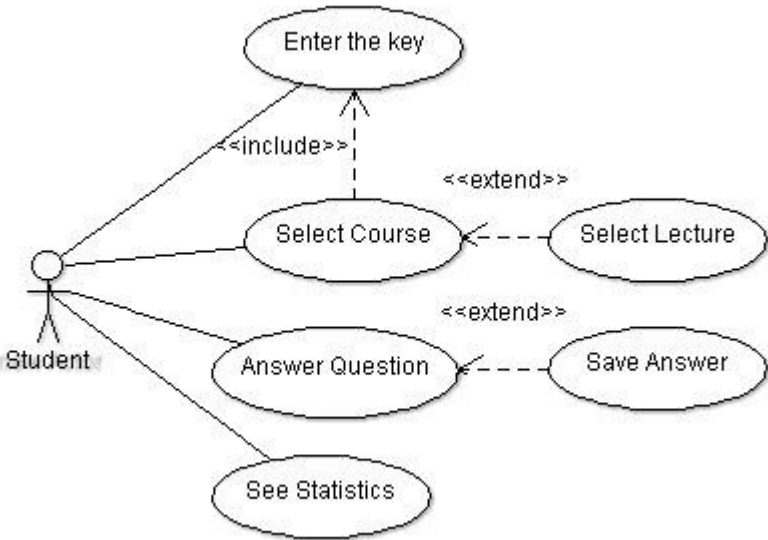 Enter the key
<<include>>
<<extend>>
Select Course
Select Lecture
<<extend>>
Student
Answer Question
Save Answer
See Statistics